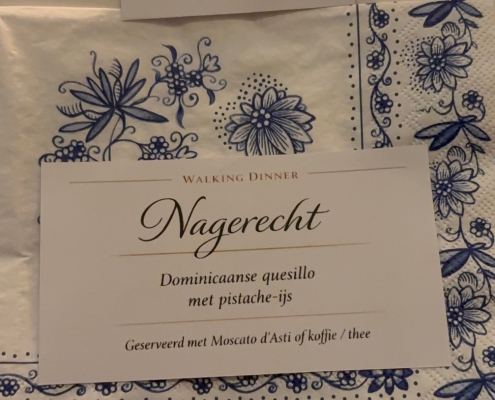 Walking Dinner
Nagerecht
Dominicaanse quesillo
met pistache-ijs
Geserveerd met Moscato d'Asti of koffie / thee